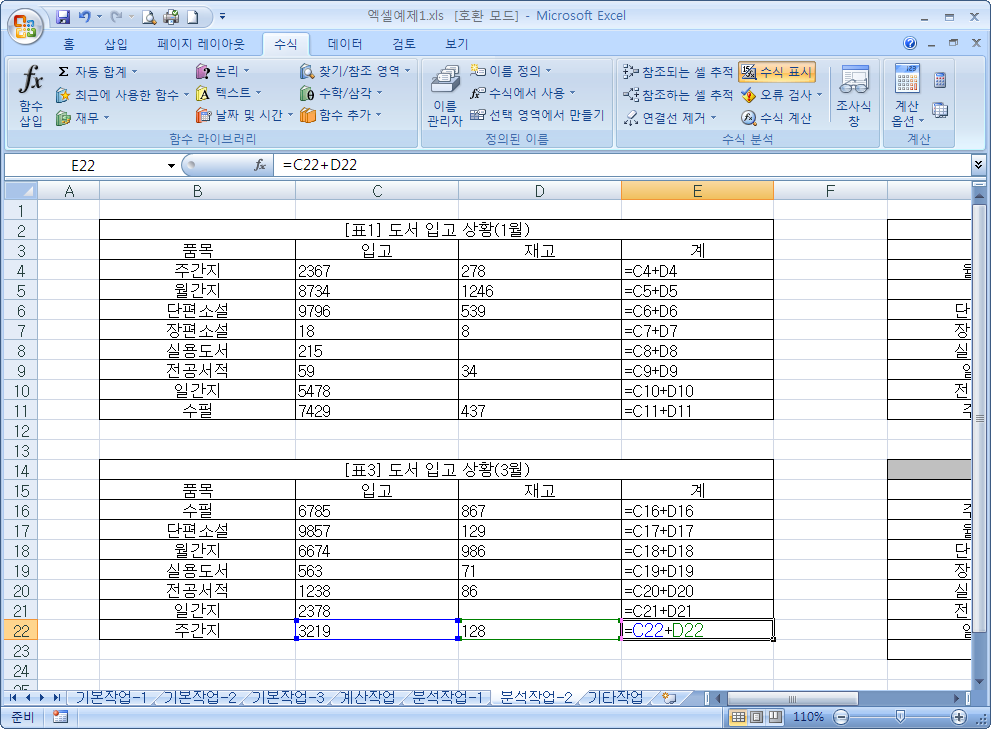 엑셀예제1.xls [호환 모드] - Microsoft Excel
홈 삽입 페이지 레이아웃 수식 데이터 검토 보기
fx 함수 삽입
Σ 자동 합계
최근에 사용한 함수
재무
논리
텍스트
날짜 및 시간
찾기/참조 영역
수학/삼각
함수 추가
함수 라이브러리
이름 관리자
이름 정의
수식에서 사용
선택 영역에서 만들기
정의된 이름
참조되는 셀 추적
참조하는 셀 추적
연결선 제거
수식 표시
오류 검사
수식 계산
조사식 창
수식 분석
계산 옵션
계산
E22 fx =C22+D22
A B C D E F
1
2 [표1] 도서 입고 상황(1월)
3 품목 입고 재고 계
4 주간지 2367 278 =C4+D4 월
5 월간지 8734 1246 =C5+D5
6 단편소설 9796 539 =C6+D6 단
7 장편소설 18 8 =C7+D7 장
8 실용도서 215 =C8+D8 실
9 전공서적 59 34 =C9+D9 일
10 일간지 5478 =C10+D10 전
11 수필 7429 437 =C11+D11 주
12
13
14 [표3] 도서 입고 상황(3월)
15 품목 입고 재고 계
16 수필 6785 867 =C16+D16 주
17 단편소설 9857 129 =C17+D17 월
18 월간지 6674 986 =C18+D18 단
19 실용도서 563 71 =C19+D19 장
20 전공서적 1238 86 =C20+D20 실
21 일간지 2378 =C21+D21 전
22 주간지 3219 128 =C22+D22 일
23
24
기본작업-1 기본작업-2 기본작업-3 계산작업 분석작업-1 분석작업-2 기타작업
준비 110%